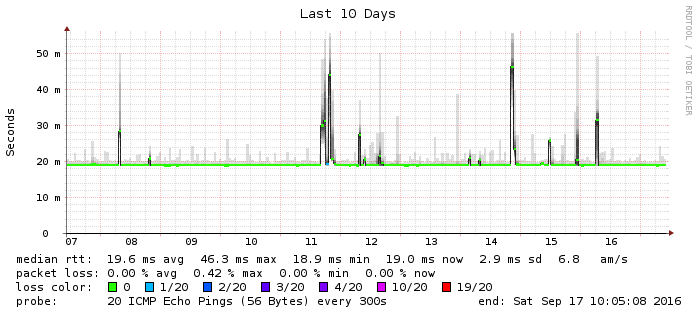 Last 10 Days
RRDTOOL / TOBI OETIKER
Seconds
50 m
40 m
30 m
20 m
10 m
0
07 08 09 10 11 12 13 14 15 16
median rtt: 19.6 ms avg 46.3 ms max 18.9 ms min 19.0 ms now 2.9 ms sd 6.8 am/s
packet loss: 0.00 % avg 0.42 % max 0.00 % min 0.00 % now
loss color: 0 1/20 2/20 3/20 4/20 10/20 19/20
probe: 20 ICMP Echo Pings (56 Bytes) every 300s end: Sat Sep 17 10:05:08 2016